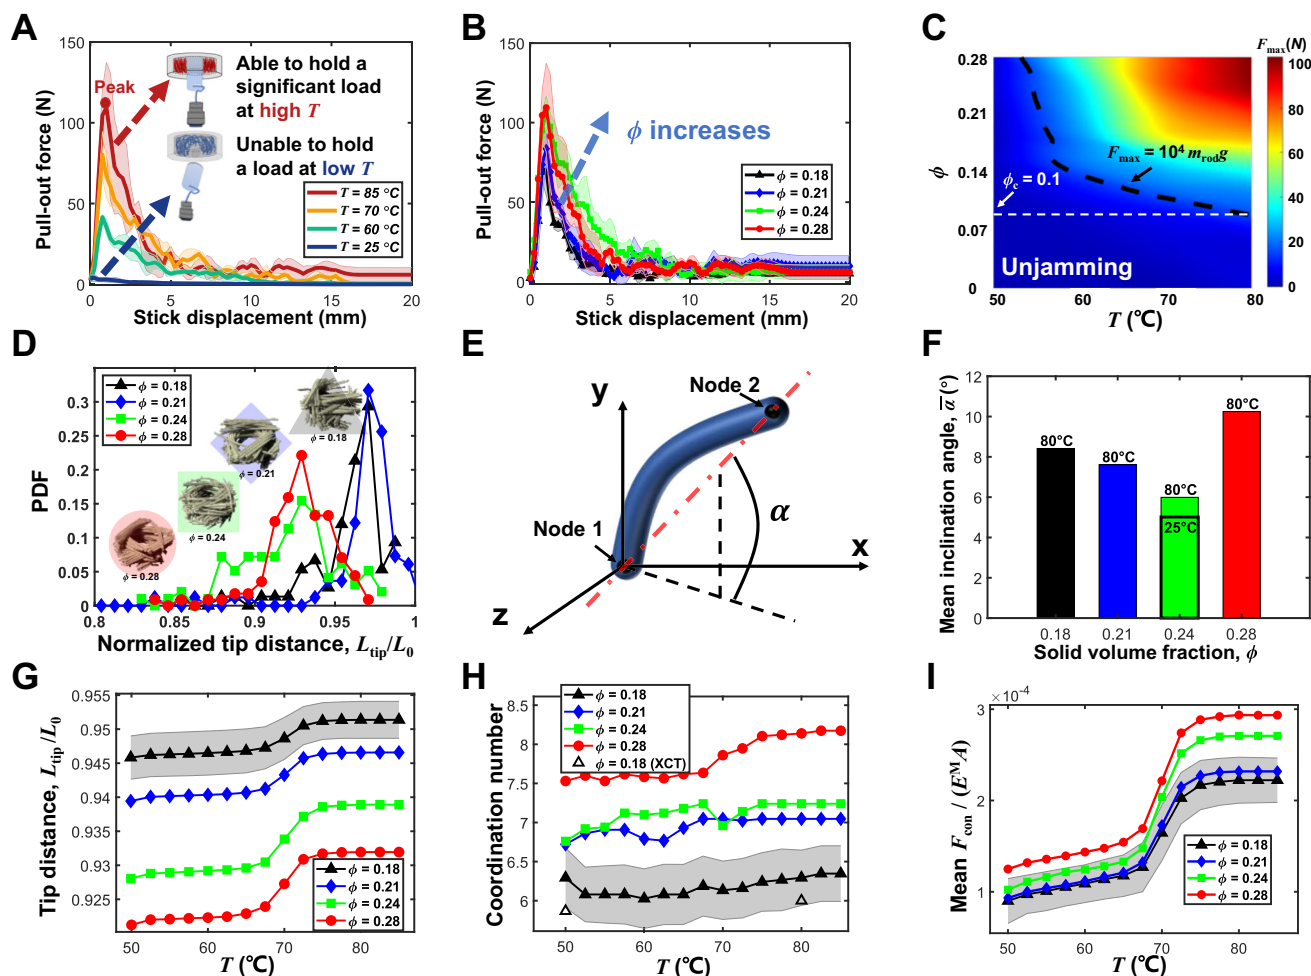 A
150
100
50
0
Pull-out force (N)
Peak
Able to hold a
significant load
at high T
Unable to hold
a load at low T
T = 85 °C
T = 70 °C
T = 60 °C
T = 25 °C
0
5
10
15
20
Stick displacement (mm)
B
150
100
50
0
Pull-out force (N)
ϕ increases
ϕ = 0.18
ϕ = 0.21
ϕ = 0.24
ϕ = 0.28
0
5
10
15
20
Stick displacement (mm)
C
F_max(N)
0.28
0.21
0.14
0.07
0
ϕ
F_max = 10⁴ m_rod g
ϕ_c = 0.1
Unjamming
50
60
70
80
T (℃)
100
80
60
40
20
0
D
ϕ = 0.18
ϕ = 0.21
ϕ = 0.24
ϕ = 0.28
0.3
0.25
0.2
0.15
0.1
0.05
0
PDF
ϕ = 0.18
ϕ = 0.21
ϕ = 0.24
ϕ = 0.28
0.8
0.85
0.9
0.95
1
Normalized tip distance, L_tip/L_0
E
y
Node 2
Node 1
α
x
z
F
12
10
8
6
4
2
0
Mean inclination angle, α̅ (°)
80°C
80°C
80°C
25°C
80°C
0.18
0.21
0.24
0.28
Solid volume fraction, ϕ
G
0.955
0.95
0.945
0.94
0.935
0.93
0.925
Tip distance, L_tip/L_0
ϕ = 0.18
ϕ = 0.21
ϕ = 0.24
ϕ = 0.28
50
60
70
80
T (℃)
H
ϕ = 0.18
ϕ = 0.21
ϕ = 0.24
ϕ = 0.28
ϕ = 0.18 (XCT)
8.5
8
7.5
7
6.5
6
Coordination number
50
60
70
80
T (℃)
I
×10⁻⁴
3
2
1
Mean F_con / (E^M A)
ϕ = 0.18
ϕ = 0.21
ϕ = 0.24
ϕ = 0.28
50
60
70
80
T (℃)